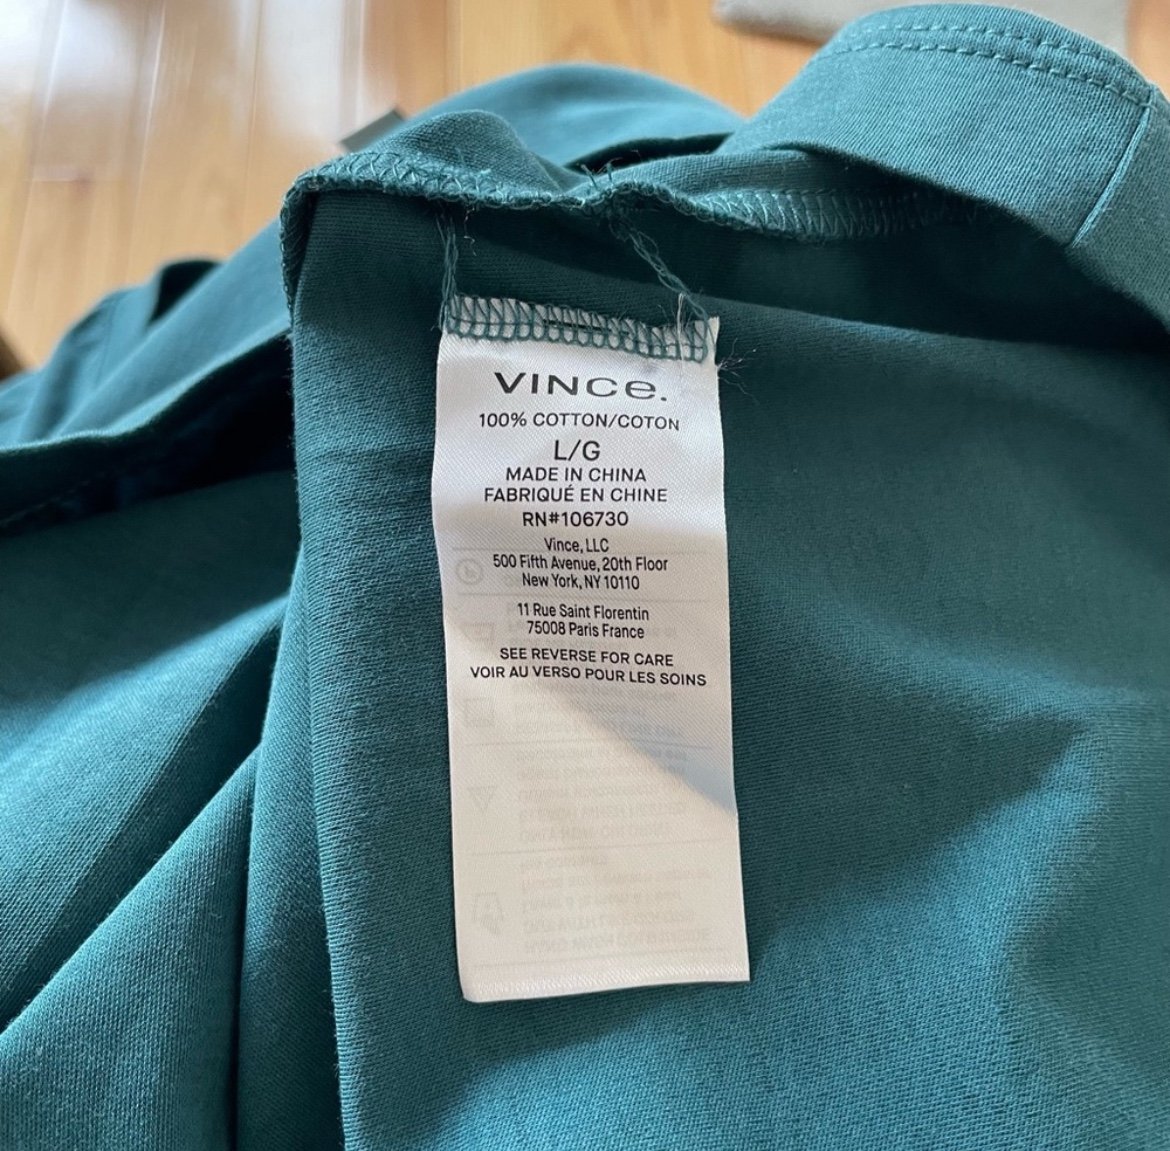 VINCe.
100% COTTON/COTON
L/G
MADE IN CHINA
FABRIQUÉ EN CHINE
RN#106730
Vince, LLC
500 Fifth Avenue, 20th Floor
New York, NY 10110
11 Rue Saint Florentin
75008 Paris France
SEE REVERSE FOR CARE
VOIR AU VERSO POUR LES SOINS